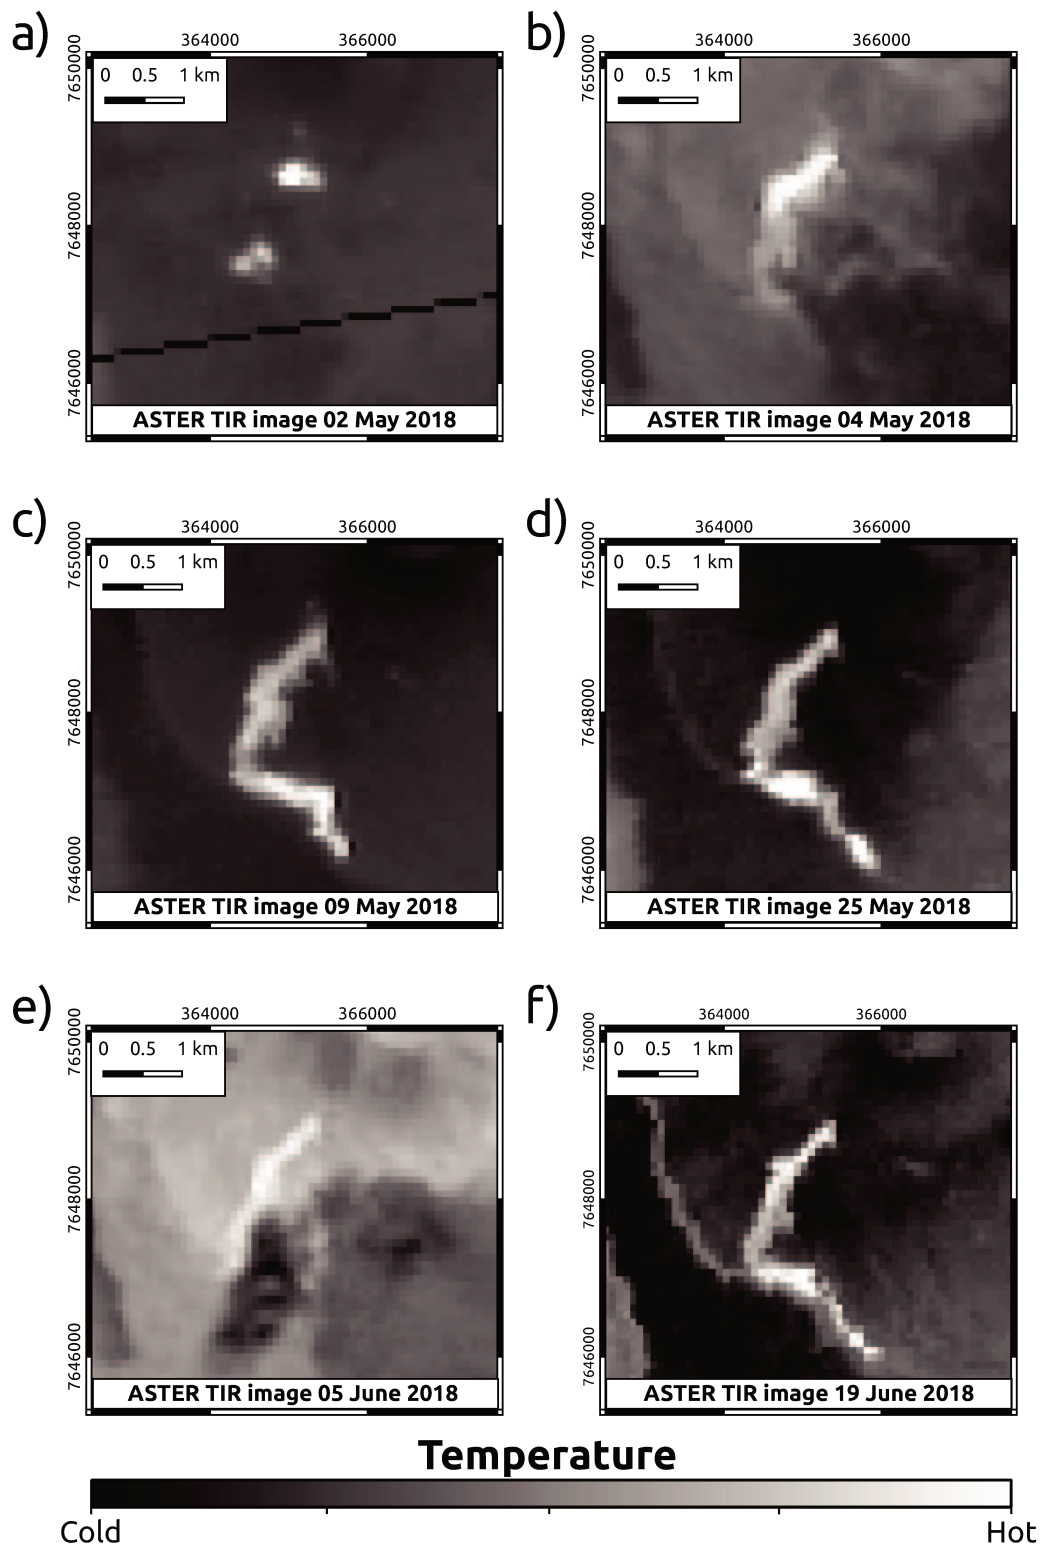 a)
364000 366000
7650000
7648000
7646000
0 0.5 1 km
ASTER TIR image 02 May 2018
b)
364000 366000
7650000
7648000
7646000
0 0.5 1 km
ASTER TIR image 04 May 2018
c)
364000 366000
7650000
7648000
7646000
0 0.5 1 km
ASTER TIR image 09 May 2018
d)
364000 366000
7650000
7648000
7646000
0 0.5 1 km
ASTER TIR image 25 May 2018
e)
364000 366000
7650000
7648000
7646000
0 0.5 1 km
ASTER TIR image 05 June 2018
f)
364000 366000
7650000
7648000
7646000
0 0.5 1 km
ASTER TIR image 19 June 2018
Temperature
Cold Hot